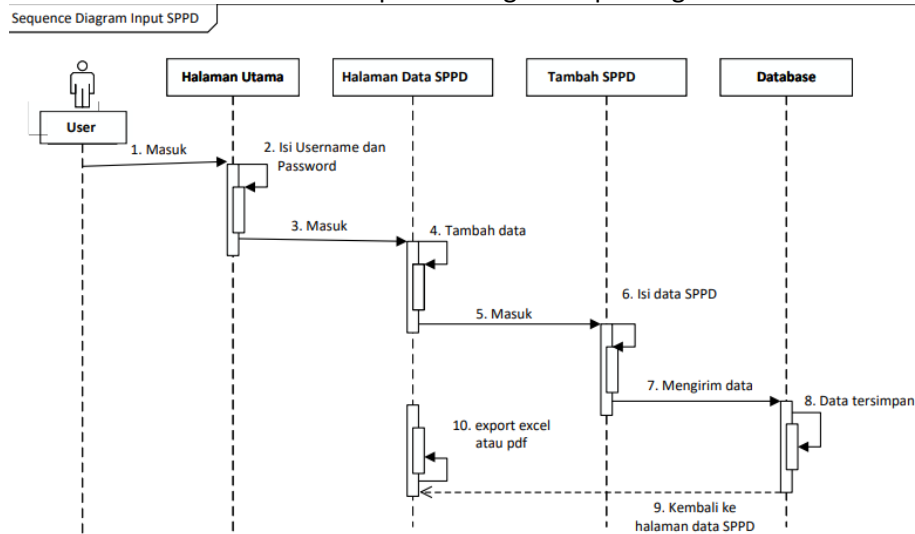 Sequence Diagram Input SPPD
User
Halaman Utama
Halaman Data SPPD
Tambah SPPD
Database
1. Masuk
2. Isi Username dan
Password
3. Masuk
4. Tambah data
5. Masuk
6. Isi data SPPD
7. Mengirim data
8. Data tersimpan
10. export excel
atau pdf
9. Kembali ke
halaman data SPPD